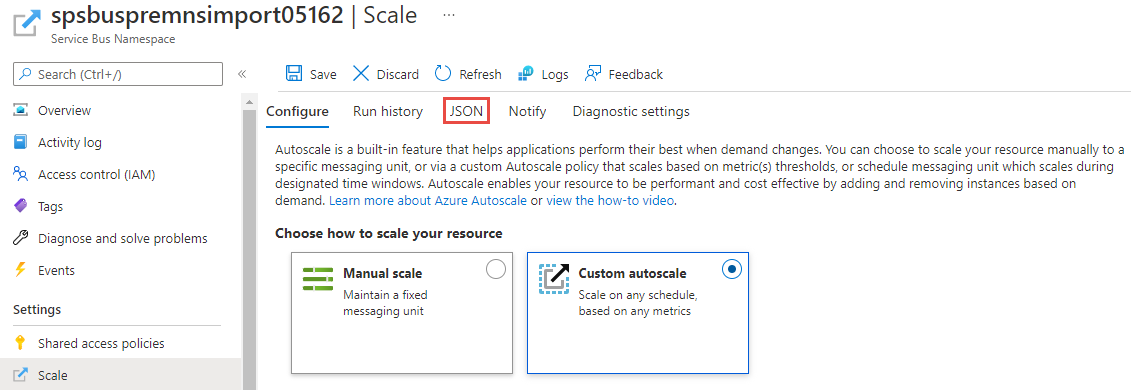 spsbuspremnsimport05162 | Scale ...
Service Bus Namespace
Search (Ctrl+/)
«
Overview
Activity log
Access control (IAM)
Tags
Diagnose and solve problems
Events
Settings
Shared access policies
Scale
Save
Discard
Refresh
Logs
Feedback
Configure
Run history
JSON
Notify
Diagnostic settings
Autoscale is a built-in feature that helps applications perform their best when demand changes. You can choose to scale your resource manually to a
specific messaging unit, or via a custom Autoscale policy that scales based on metric(s) thresholds, or schedule messaging unit which scales during
designated time windows. Autoscale enables your resource to be performant and cost effective by adding and removing instances based on
demand. Learn more about Azure Autoscale or view the how-to video.
Choose how to scale your resource
Manual scale
Maintain a fixed
messaging unit
Custom autoscale
Scale on any schedule,
based on any metrics